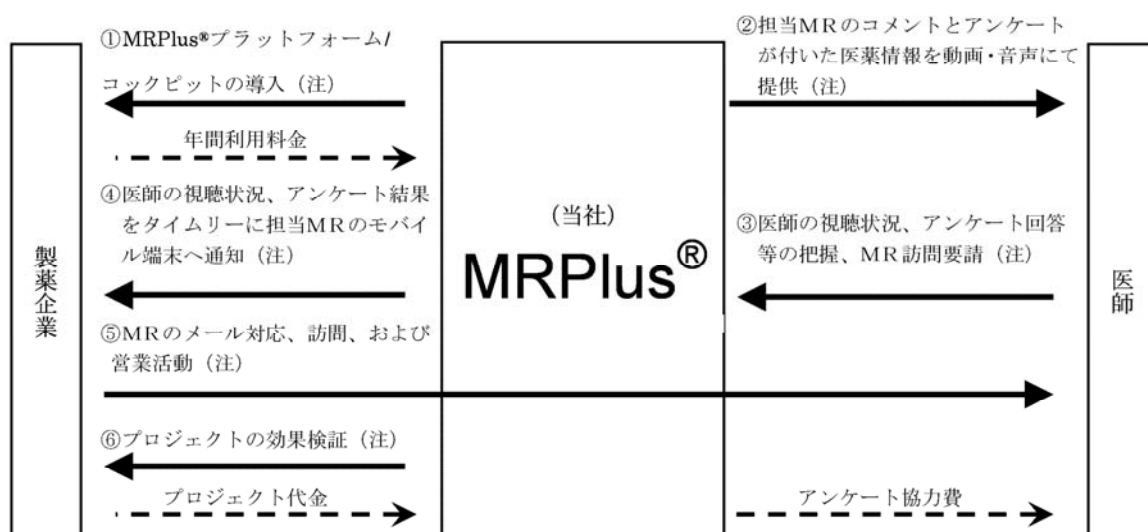 ①MRPlus®プラットフォーム/
コックピットの導入（注）
年間利用料金
④医師の視聴状況、アンケート結果
をタイムリーに担当MRのモバイ
ル端末へ通知（注）
⑤MRのメール対応、訪問、および
営業活動（注）
⑥プロジェクトの効果検証（注）
プロジェクト代金
製薬企業
（当社）
MRPlus®
②担当MRのコメントとアンケート
が付いた医薬情報を動画・音声にて
提供（注）
③医師の視聴状況、アンケート回答
等の把握、MR訪問要請（注）
アンケート協力費
医師